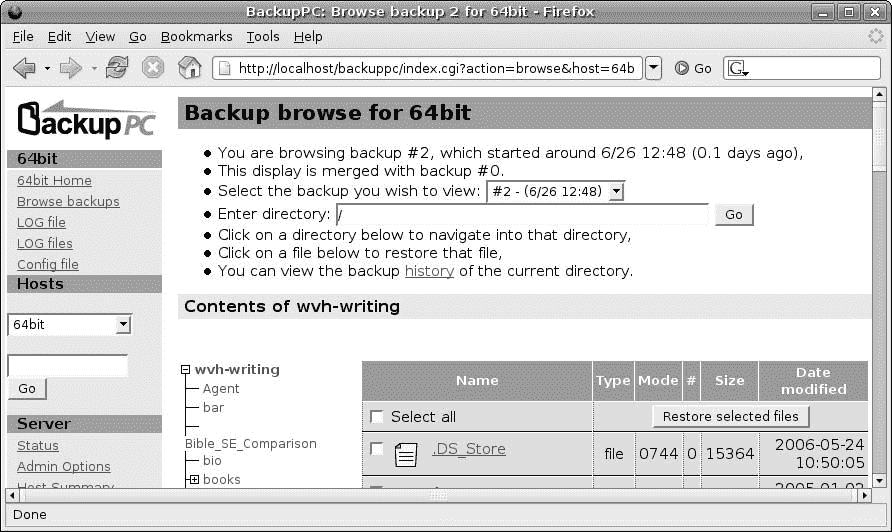 BackupPC: Browse backup 2 for 64bit - Firefox
File Edit View Go Bookmarks Tools Help
http://localhost/backuppc/index.cgi?action=browse&host=64b Go G
BackupPC
64bit
64bit Home
Browse backups
LOG file
LOG files
Config file
Hosts
64bit
Go
Server
Status
Admin Options
Host Summary
Backup browse for 64bit
You are browsing backup #2, which started around 6/26 12:48 (0.1 days ago),
This display is merged with backup #0.
Select the backup you wish to view: #2 - (6/26 12:48)
Enter directory: / Go
Click on a directory below to navigate into that directory,
Click on a file below to restore that file,
You can view the backup history of the current directory.
Contents of wvh-writing
wvh-writing
Agent
bar
Bible_SE_Comparison
bio
books
Name Type Mode # Size Date modified
Select all Restore selected files
.DS_Store file 0744 0 15364 2006-05-24
10:50:05
Done